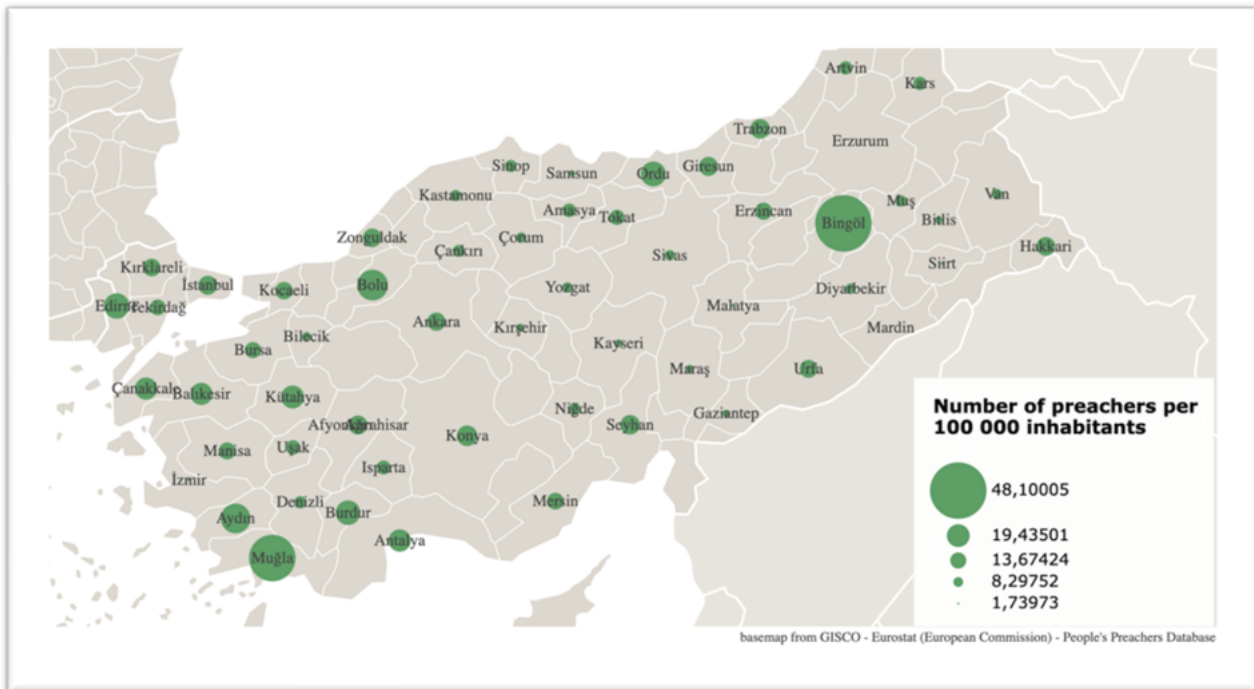 Artvin
Kars
Trabzon
Erzurum
Sinop
Samsun
Ordu
Giresun
Kastamonu
Amasya
Tokat
Erzincan
Bingöl
Muş
Van
Bitlis
Zonguldak
Çankırı
Çorum
Sivas
Hakkari
Kırklareli
İstanbul
Kocaeli
Bolu
Yozgat
Diyarbekir
Siirt
Edirne
Tekirdağ
Ankara
Kırşehir
Malatya
Mardin
Bilecik
Bursa
Kayseri
Maraş
Urfa
Çanakkale
Balıkesir
Kütahya
Niğde
Gaziantep
Seyhan
Afyonkarahisar
Konya
Manisa
Uşak
Isparta
İzmir
Denizli
Burdur
Mersin
Aydın
Antalya
Muğla
Number of preachers per
100 000 inhabitants
48,10005
19,43501
13,67424
8,29752
1,73973
basemap from GISCO - Eurostat (European Commission) - People's Preachers Database